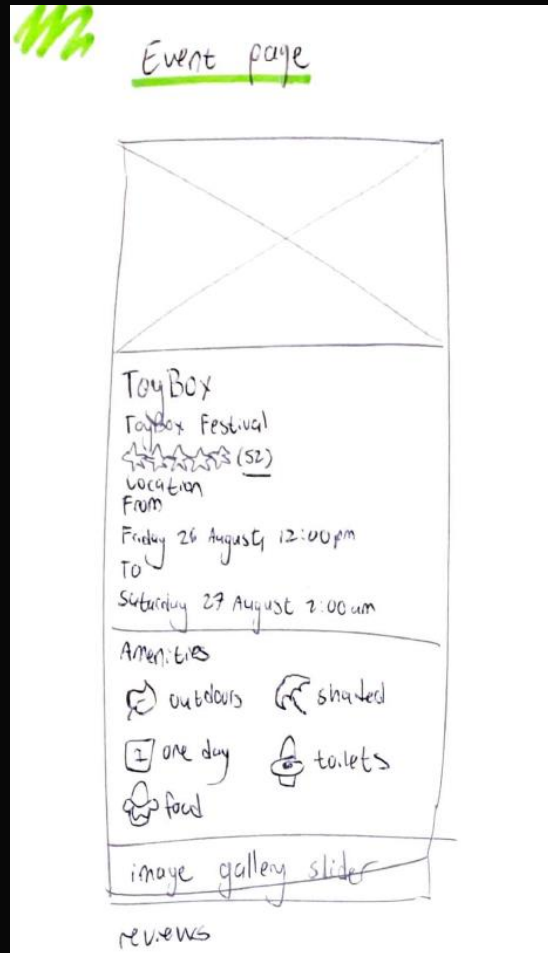 Event page
ToyBox
ToyBox Festival
(52)
Location
From
Friday 26 August, 12:00pm
TO
Saturday 27 August 2:00am
Amenities
outdoors shaded
1 one day toilets
food
image gallery slider
reviews